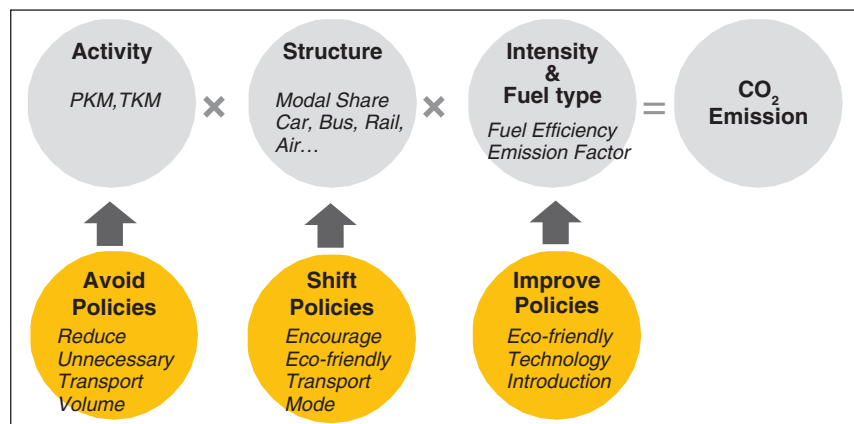 Activity
PKM,TKM
×
Structure
Modal Share
Car, Bus, Rail,
Air...
×
Intensity
&
Fuel type
Fuel Efficiency
Emission Factor
=
CO₂
Emission
Avoid
Policies
Reduce
Unnecessary
Transport
Volume
Shift
Policies
Encourage
Eco-friendly
Transport
Mode
Improve
Policies
Eco-friendly
Technology
Introduction